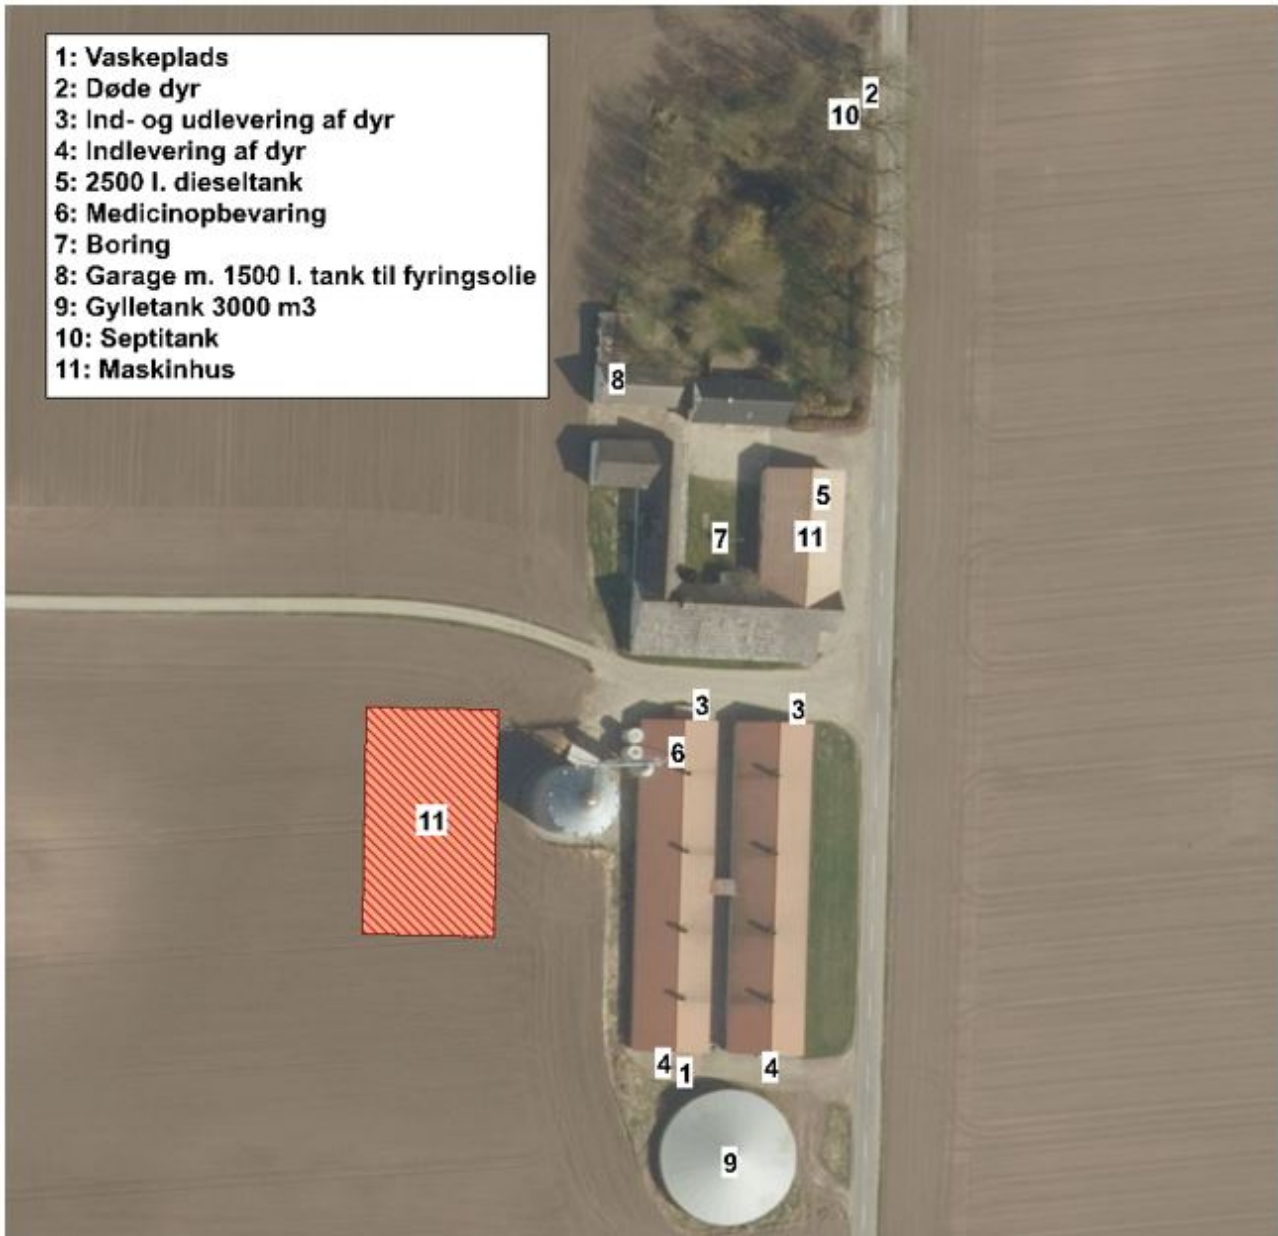 1: Vaskeplads
2: Døde dyr
3: Ind- og udlevering af dyr
4: Indlevering af dyr
5: 2500 l. dieseltank
6: Medicinopbevaring
7: Boring
8: Garage m. 1500 l. tank til fyringsolie
9: Gylletank 3000 m3
10: Septitank
11: Maskinhus
2
10
8
5
7
11
3
3
6
11
4
1
4
9